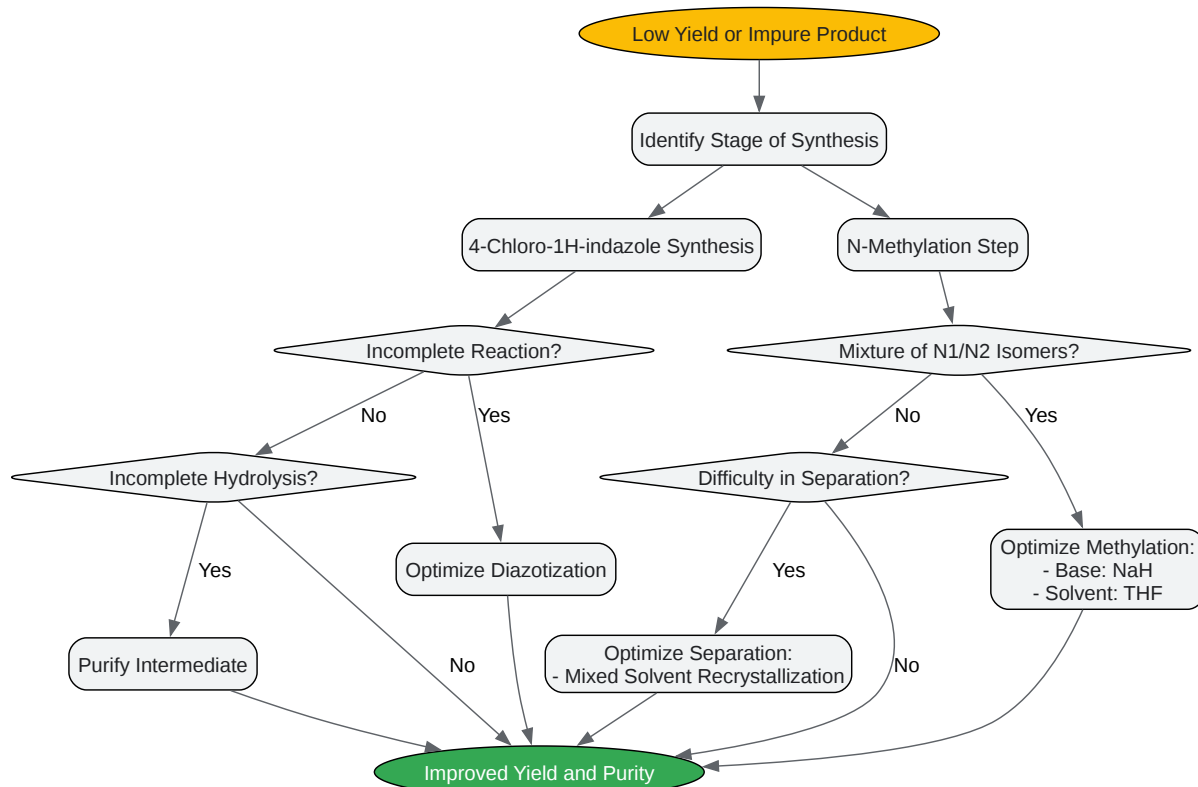 Low Yield or Impure Product
Identify Stage of Synthesis
4-Chloro-1H-indazole Synthesis
N-Methylation Step
Incomplete Reaction?
Mixture of N1/N2 Isomers?
No
Yes
No
Yes
Incomplete Hydrolysis?
Difficulty in Separation?
Yes
Optimize Diazotization
Yes
Optimize Methylation:
- Base: NaH
- Solvent: THF
Purify Intermediate
No
Optimize Separation:
- Mixed Solvent Recrystallization
No
Improved Yield and Purity